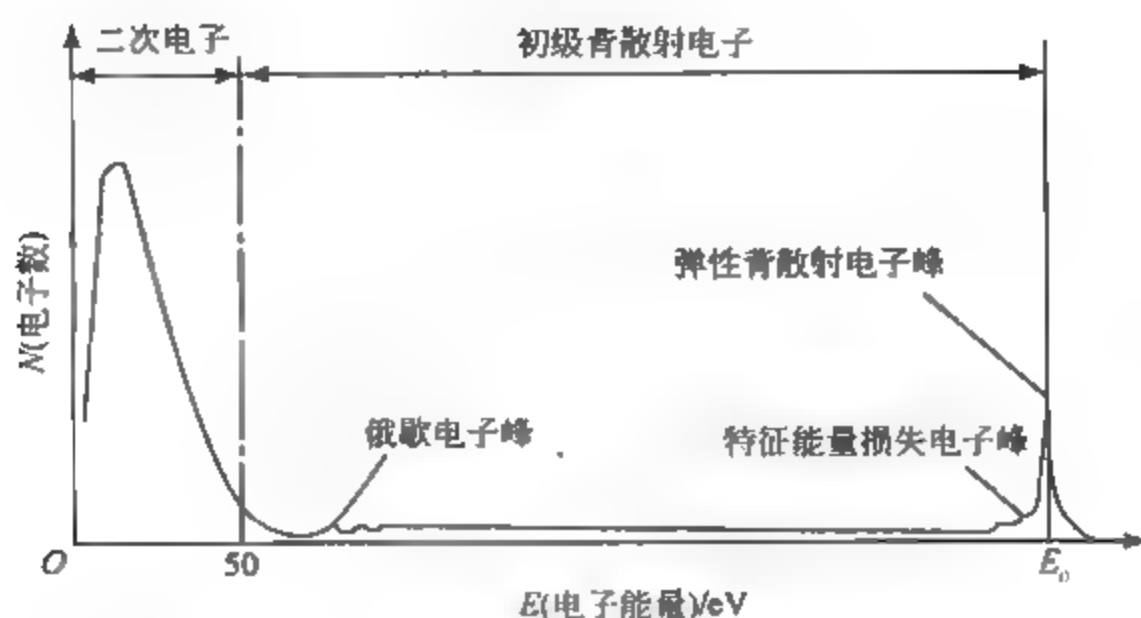 二次电子
初级背散射电子
N(电子数)
弹性背散射电子峰
俄歇电子峰
特征能量损失电子峰
O
50
E₀
E(电子能量)/eV